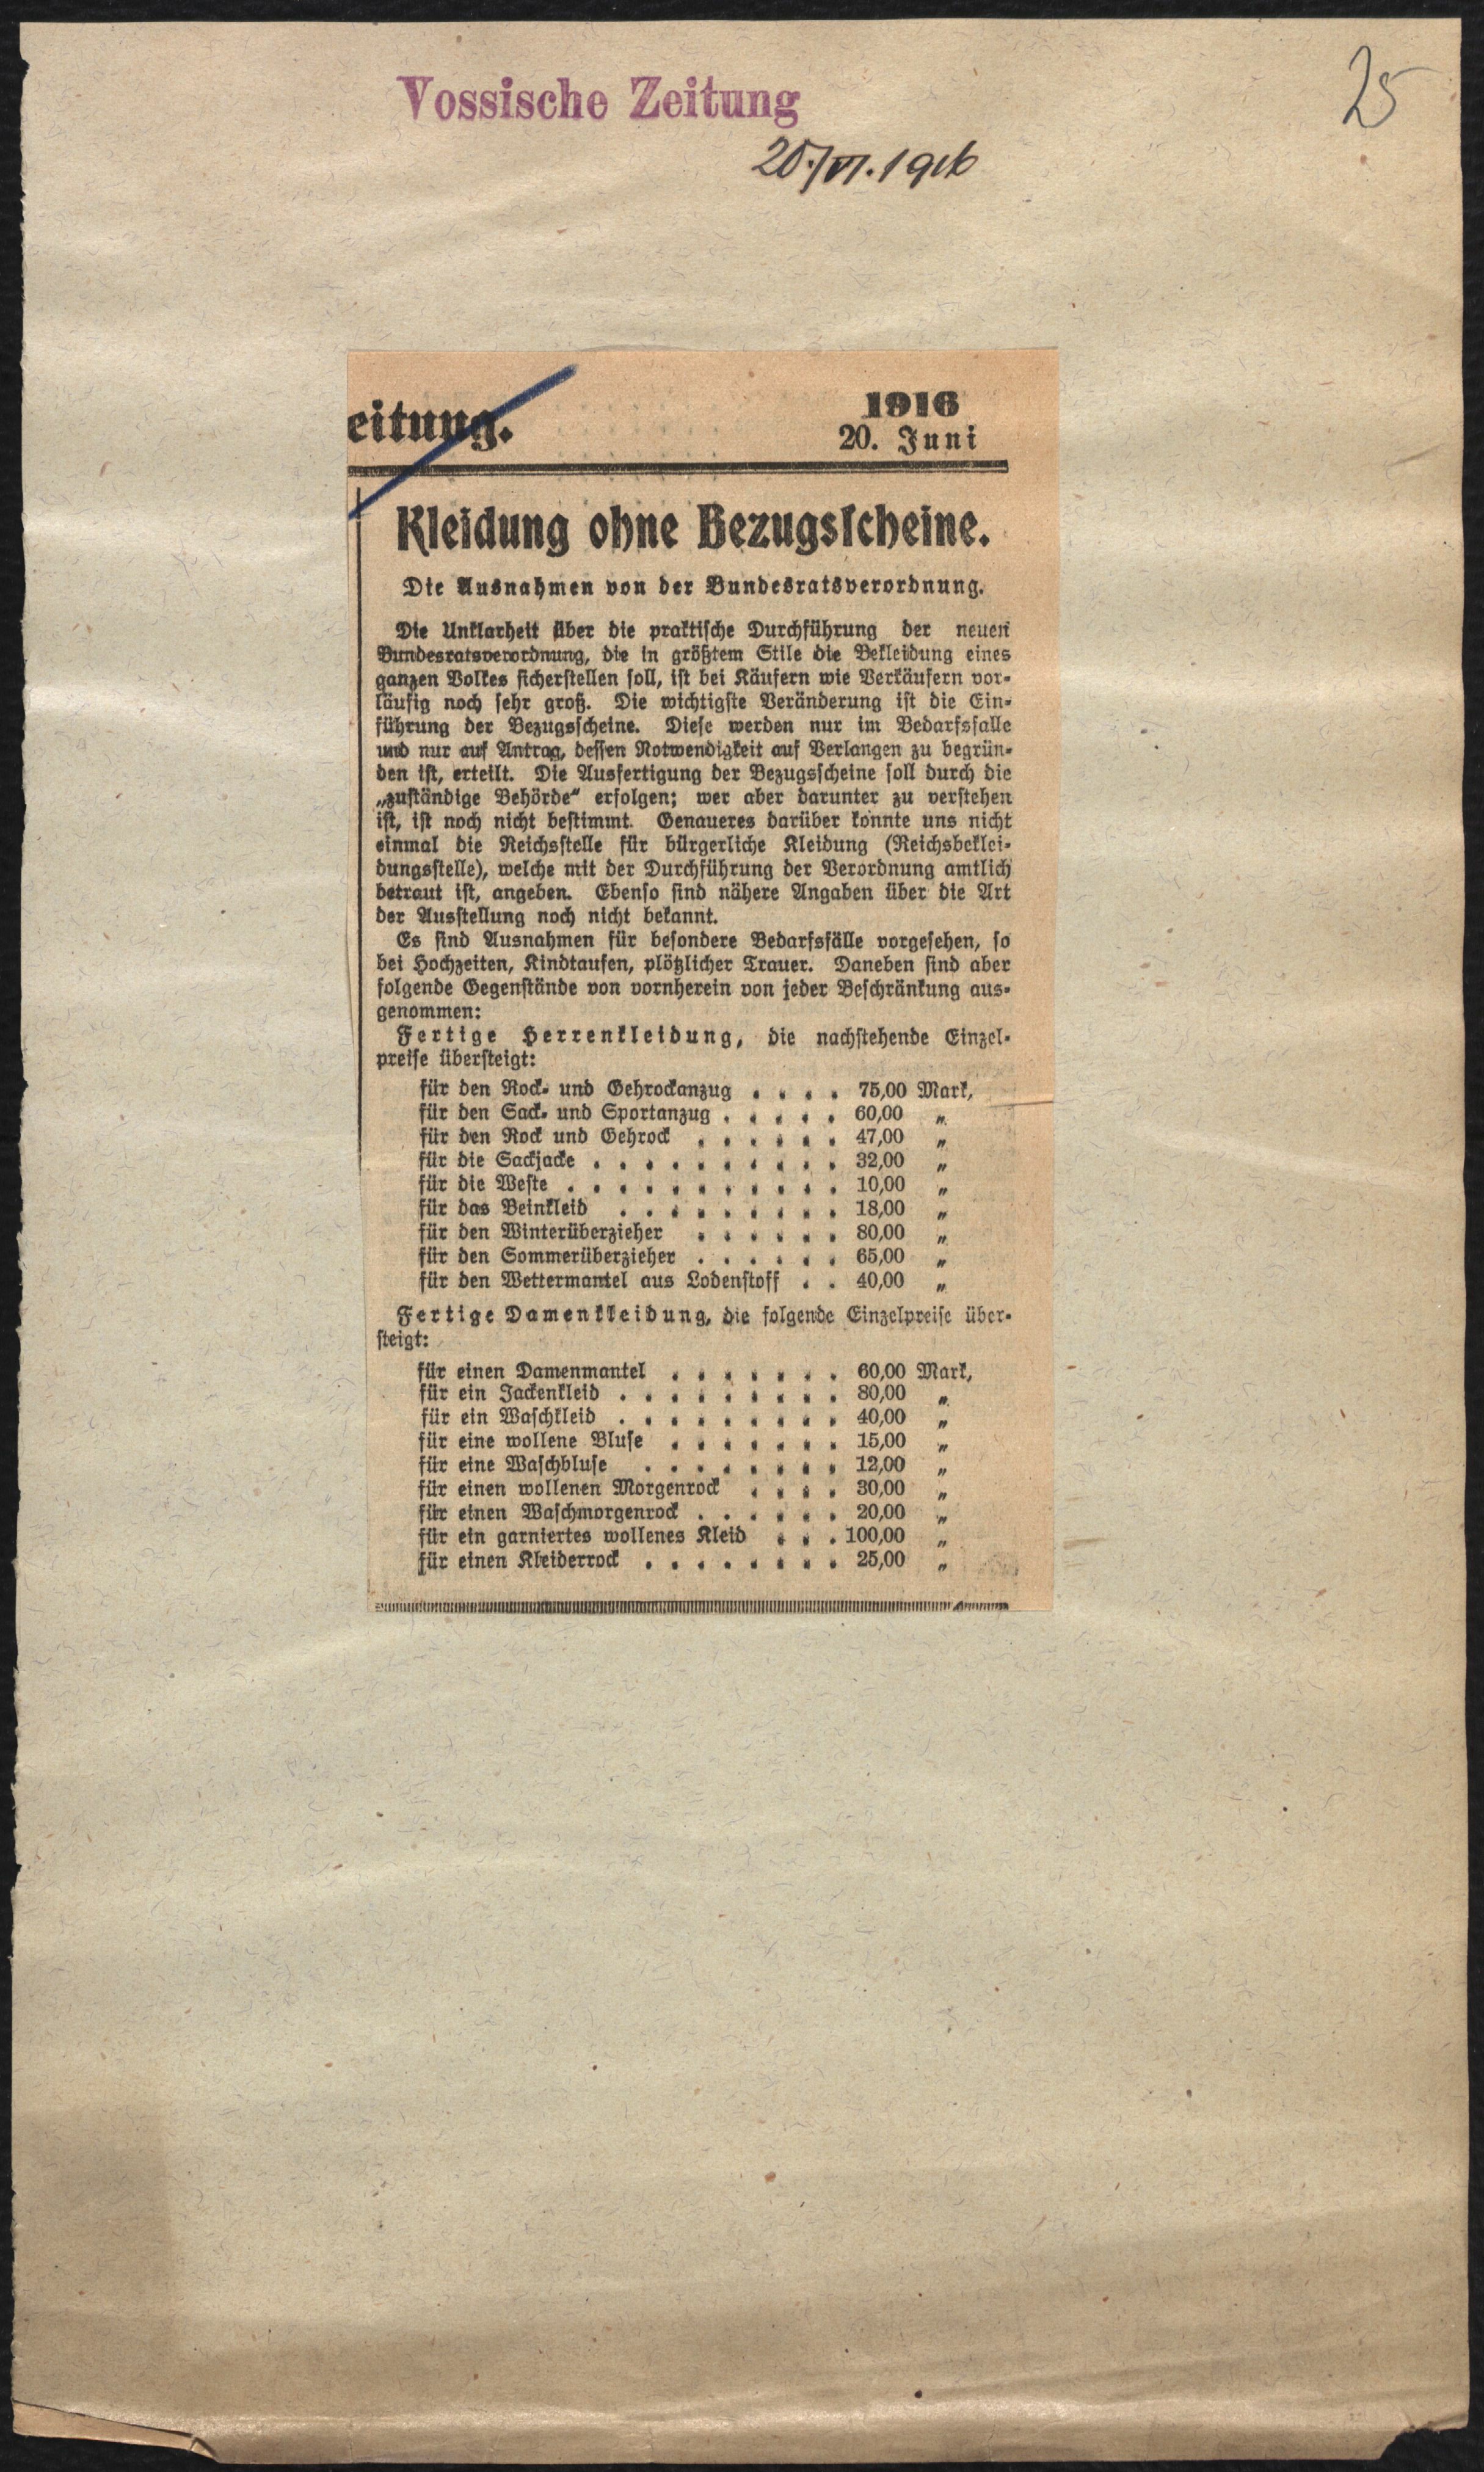 Vossische Zeitung
25
20./VI. 1916
eitung.
1916
20. Juni
Kleidung ohne Bezugsscheine.
Die Ausnahmen von der Bundesratsverordnung.
Die Unklarheit über die praktische Durchführung der neuen
Bundesratsverordnung, die in größtem Stile die Bekleidung eines
ganzen Volkes sicherstellen soll, ist bei Käufern wie Verkäufern vor-
läufig noch sehr groß. Die wichtigste Veränderung ist die Ein-
führung der Bezugsscheine. Diese werden nur im Bedarfsfalle
und nur auf Antrag, dessen Notwendigkeit auf Verlangen zu begrün-
den ist, erteilt. Die Ausfertigung der Bezugsscheine soll durch die
„zuständige Behörde“ erfolgen; wer aber darunter zu verstehen
ist, ist noch nicht bestimmt. Genaueres darüber konnte uns nicht
einmal die Reichsstelle für bürgerliche Kleidung (Reichsbeklei-
dungsstelle), welche mit der Durchführung der Verordnung amtlich
betraut ist, angeben. Ebenso sind nähere Angaben über die Art
der Ausstellung noch nicht bekannt.
Es sind Ausnahmen für besondere Bedarfsfälle vorgesehen, so
bei Hochzeiten, Kindtaufen, plötzlicher Trauer. Daneben sind aber
folgende Gegenstände von vornherein von jeder Beschränkung aus-
genommen:
Fertige Herrenkleidung, die nachstehende Einzel-
preise übersteigt:
für den Rock- und Gehrockanzug . . . . 75,00 Mark,
für den Sack- und Sportanzug . . . . . 60,00 „
für den Rock und Gehrock . . . . . . 47,00 „
für die Sackjacke . . . . . . . . . . 32,00 „
für die Weste . . . . . . . . . . . 10,00 „
für das Beinkleid . . . . . . . . . 18,00 „
für den Winterüberzieher . . . . . . 80,00 „
für den Sommerüberzieher . . . . . . 65,00 „
für den Wettermantel aus Lodenstoff . . 40,00 „
Fertige Damenkleidung, die folgende Einzelpreise über-
steigt:
für einen Damenmantel . . . . . . . 60,00 Mark,
für ein Jackenkleid . . . . . . . . . 80,00 „
für ein Waschkleid . . . . . . . . . 40,00 „
für eine wollene Bluse . . . . . . . 15,00 „
für eine Waschbluse . . . . . . . . 12,00 „
für einen wollenen Morgenrock . . . . 30,00 „
für einen Waschmorgenrock . . . . . . 20,00 „
für ein garniertes wollenes Kleid . . . 100,00 „
für einen Kleiderrock . . . . . . . . 25,00 „